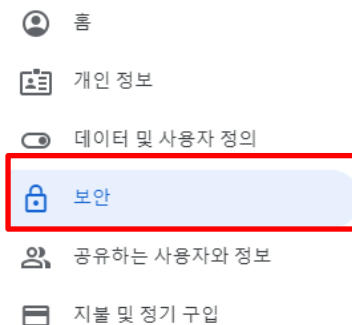 홈
개인 정보
데이터 및 사용자 정의
보안
공유하는 사용자와 정보
지불 및 정기 구입